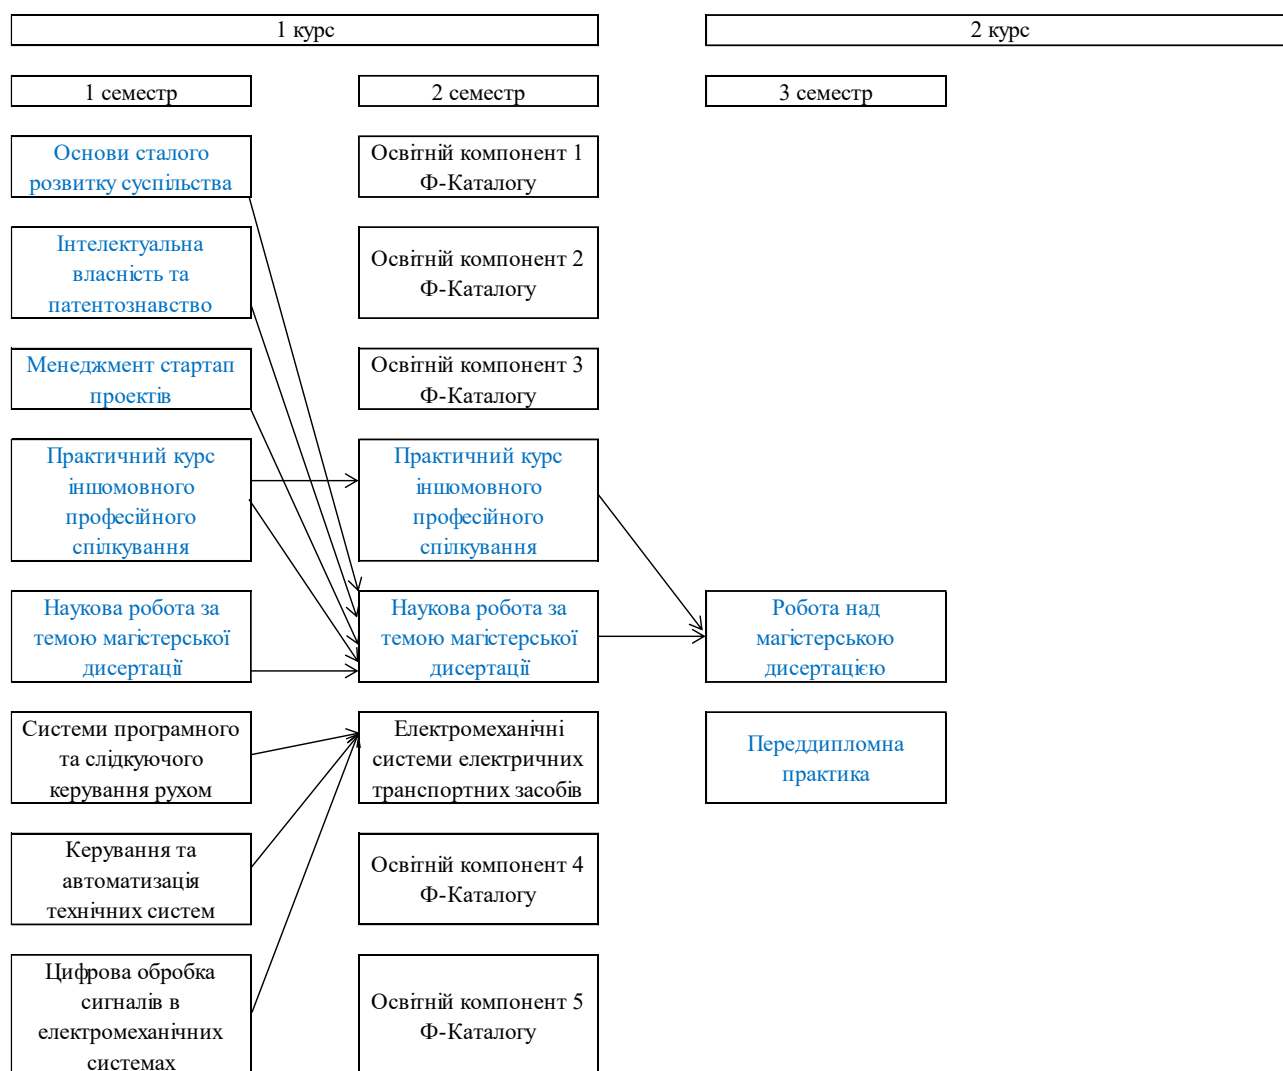 1 курс
2 курс
1 семестр
2 семестр
3 семестр
Основи сталого
розвитку суспільства
Освітній компонент 1
Ф-Каталогу
Інтелектуальна
власність та
патентознавство
Освітній компонент 2
Ф-Каталогу
Менеджмент стартап
проектів
Освітній компонент 3
Ф-Каталогу
Практичний курс
іншомовного
професійного
спілкування
Практичний курс
іншомовного
професійного
спілкування
Наукова робота за
темою магістерської
дисертації
Наукова робота за
темою магістерської
дисертації
Робота над
магістерською
дисертацією
Системи програмного
та слідкуючого
керування рухом
Електромеханічні
системи електричних
транспортних засобів
Переддипломна
практика
Керування та
автоматизація
технічних систем
Освітній компонент 4
Ф-Каталогу
Цифрова обробка
сигналів в
електромеханічних
системах
Освітній компонент 5
Ф-Каталогу